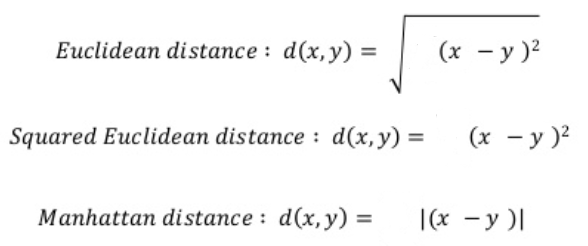 Euclidean distance : d(x, y) = √ (x − y )²
Squared Euclidean distance : d(x, y) = (x − y )²
Manhattan distance : d(x, y) = |(x − y )|